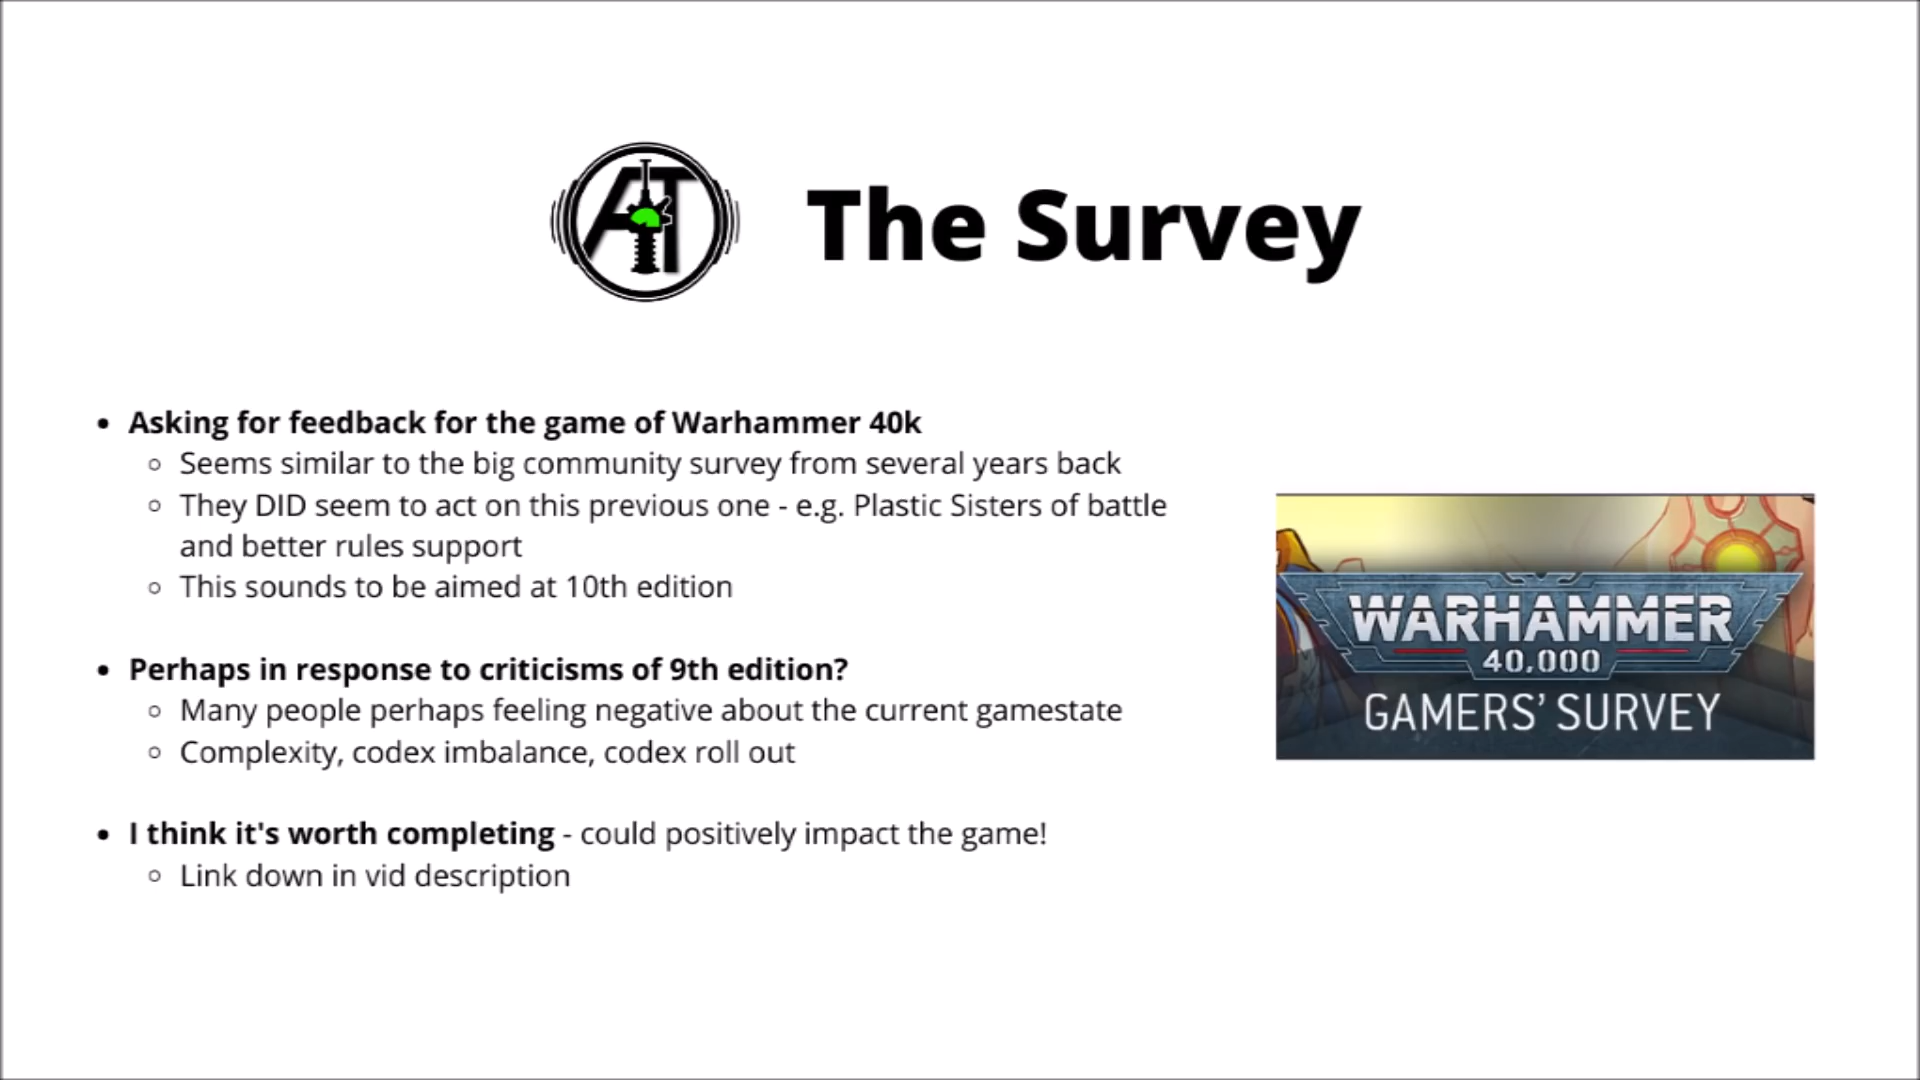 AT
The Survey
• Asking for feedback for the game of Warhammer 40k
○ Seems similar to the big community survey from several years back
○ They DID seem to act on this previous one - e.g. Plastic Sisters of battle
and better rules support
○ This sounds to be aimed at 10th edition
• Perhaps in response to criticisms of 9th edition?
○ Many people perhaps feeling negative about the current gamestate
○ Complexity, codex imbalance, codex roll out
• I think it's worth completing - could positively impact the game!
○ Link down in vid description
WARHAMMER
40,000
GAMERS' SURVEY